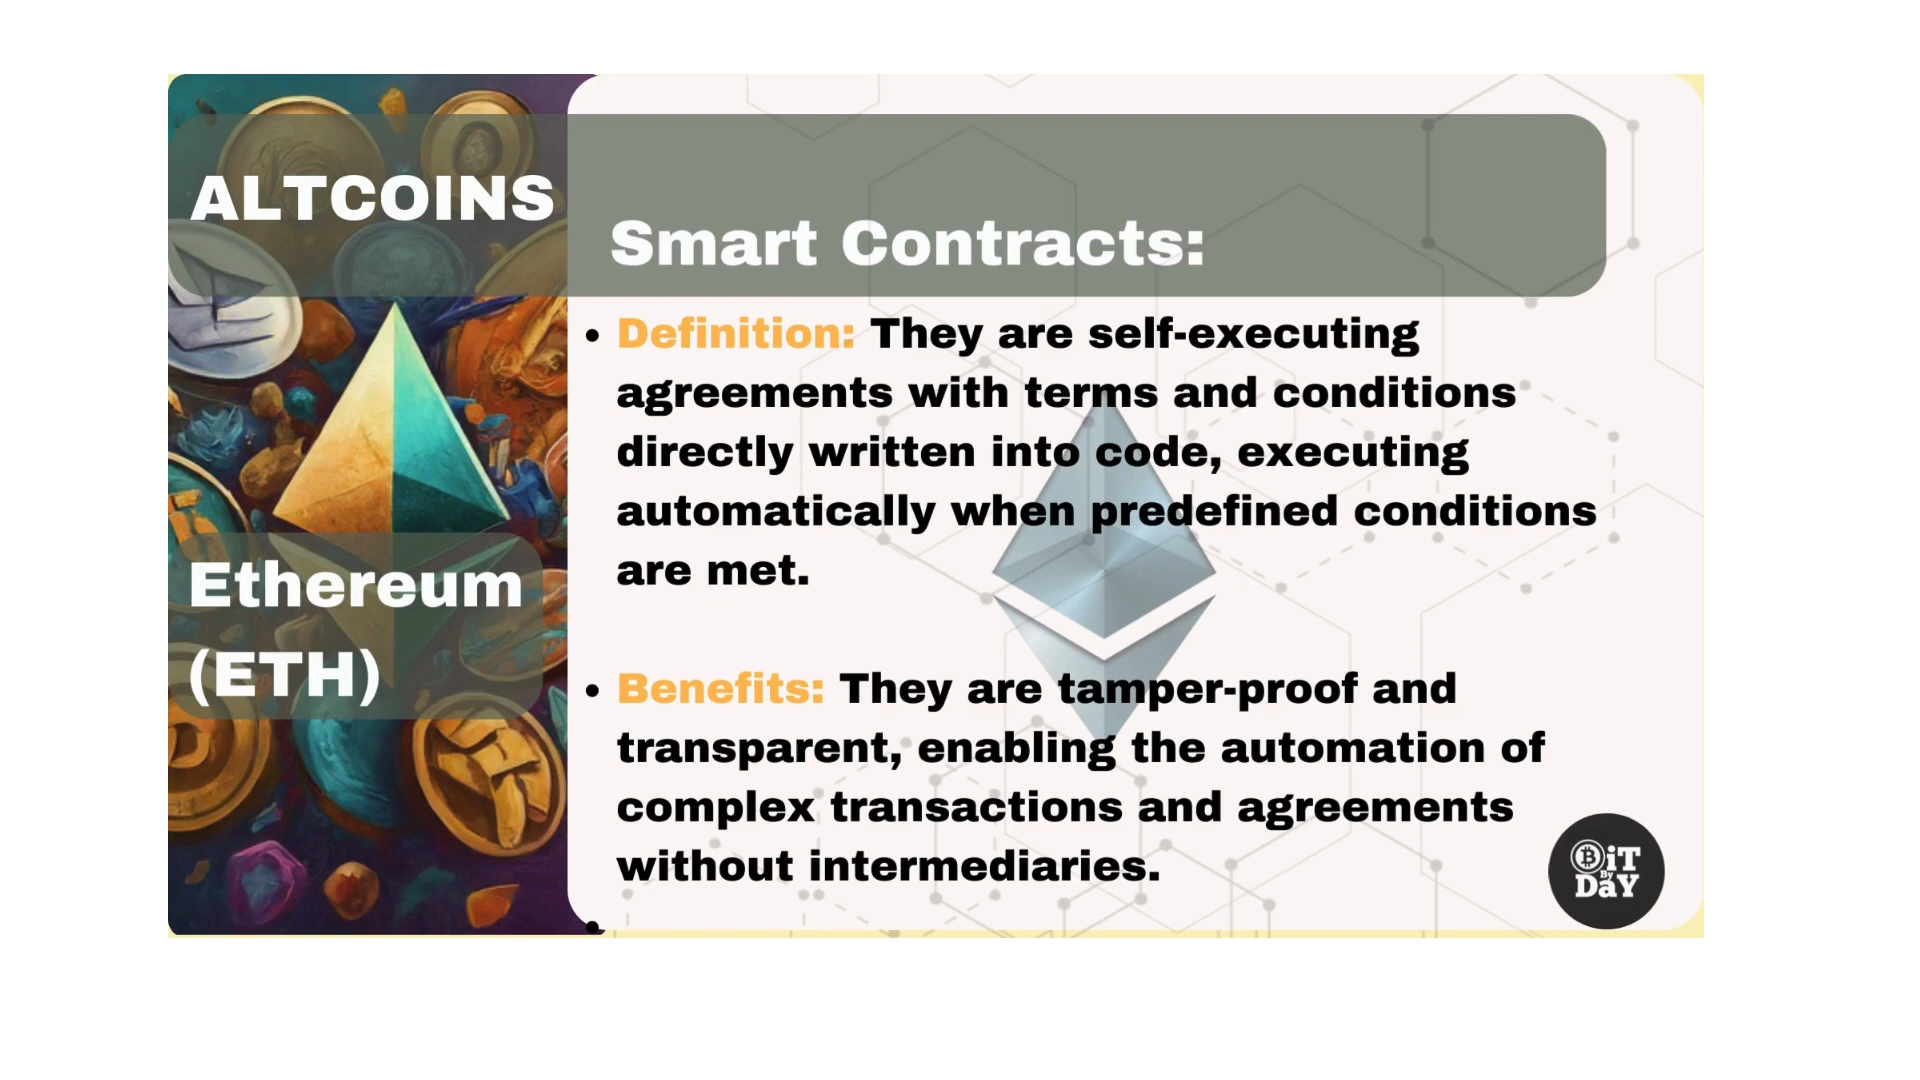 ALTCOINS
Smart Contracts:
Ethereum
(ETH)
• Definition: They are self-executing
agreements with terms and conditions
directly written into code, executing
automatically when predefined conditions
are met.
• Benefits: They are tamper-proof and
transparent, enabling the automation of
complex transactions and agreements
without intermediaries.
•
BiT
By
DaY